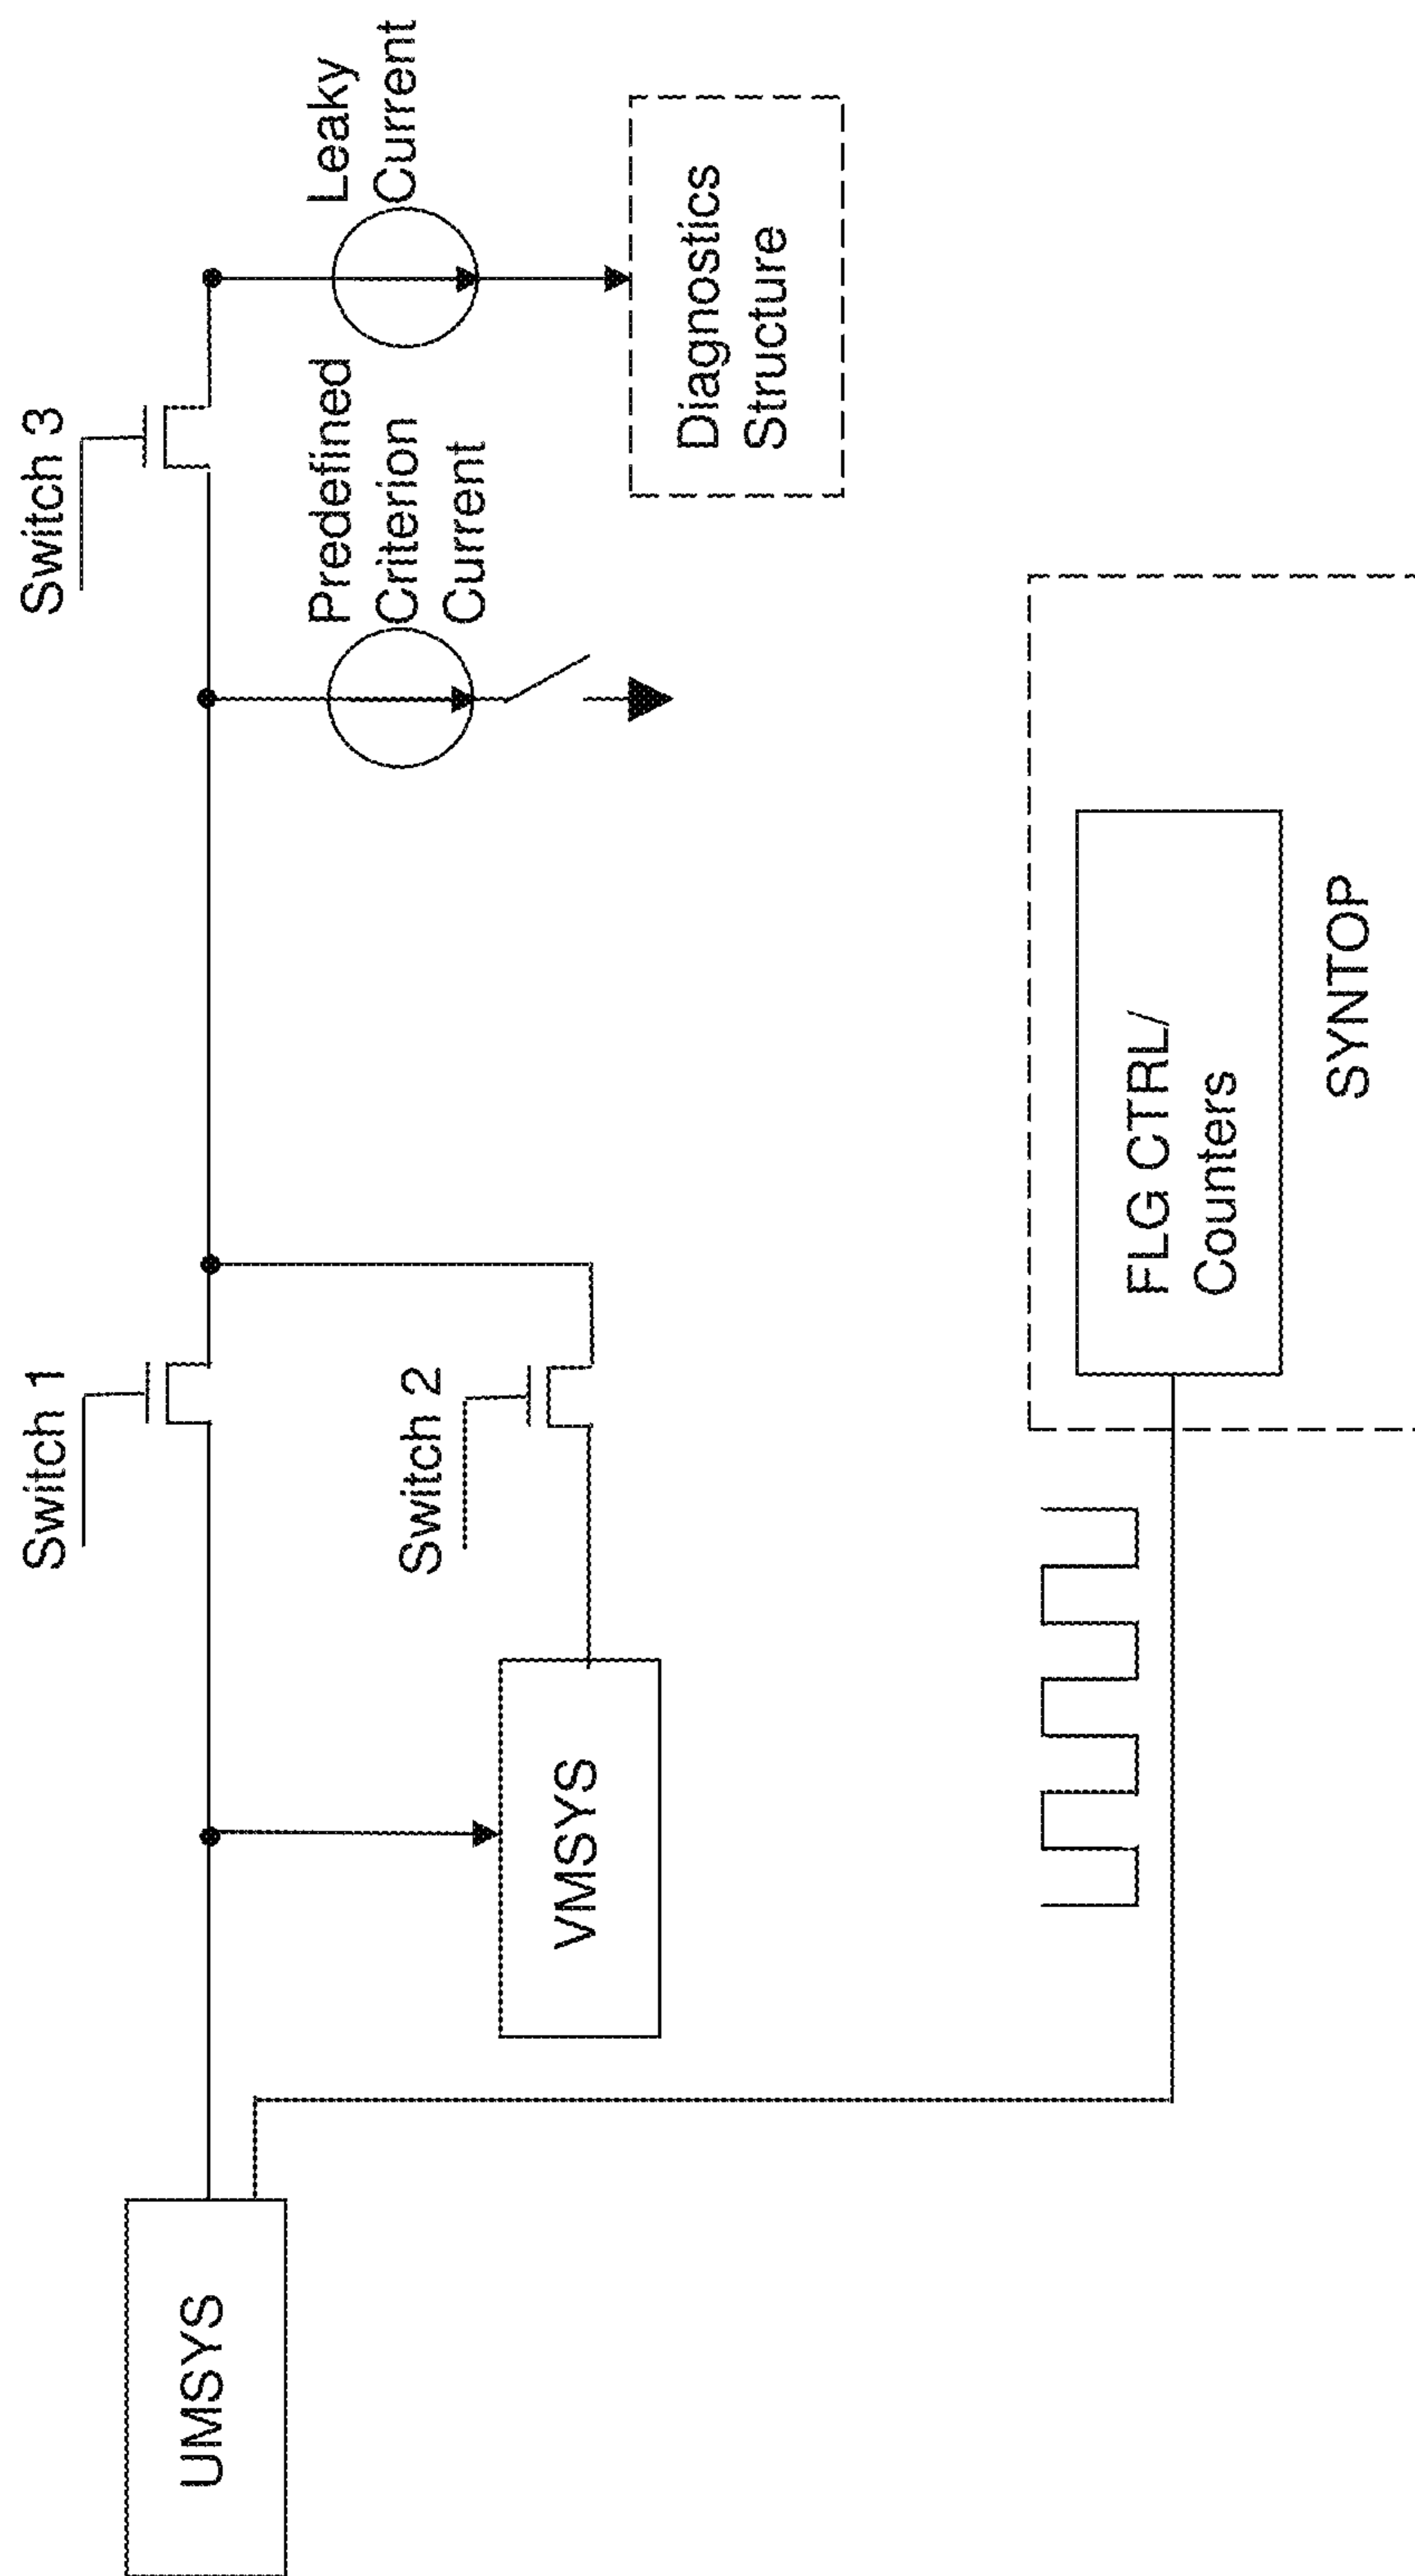 Switch 1
Switch 3
UMSYS
Switch 2
VMSYS
Predefined
Criterion
Current
Leaky
Current
Diagnostics
Structure
FLG CTRL/
Counters
SYNTOP